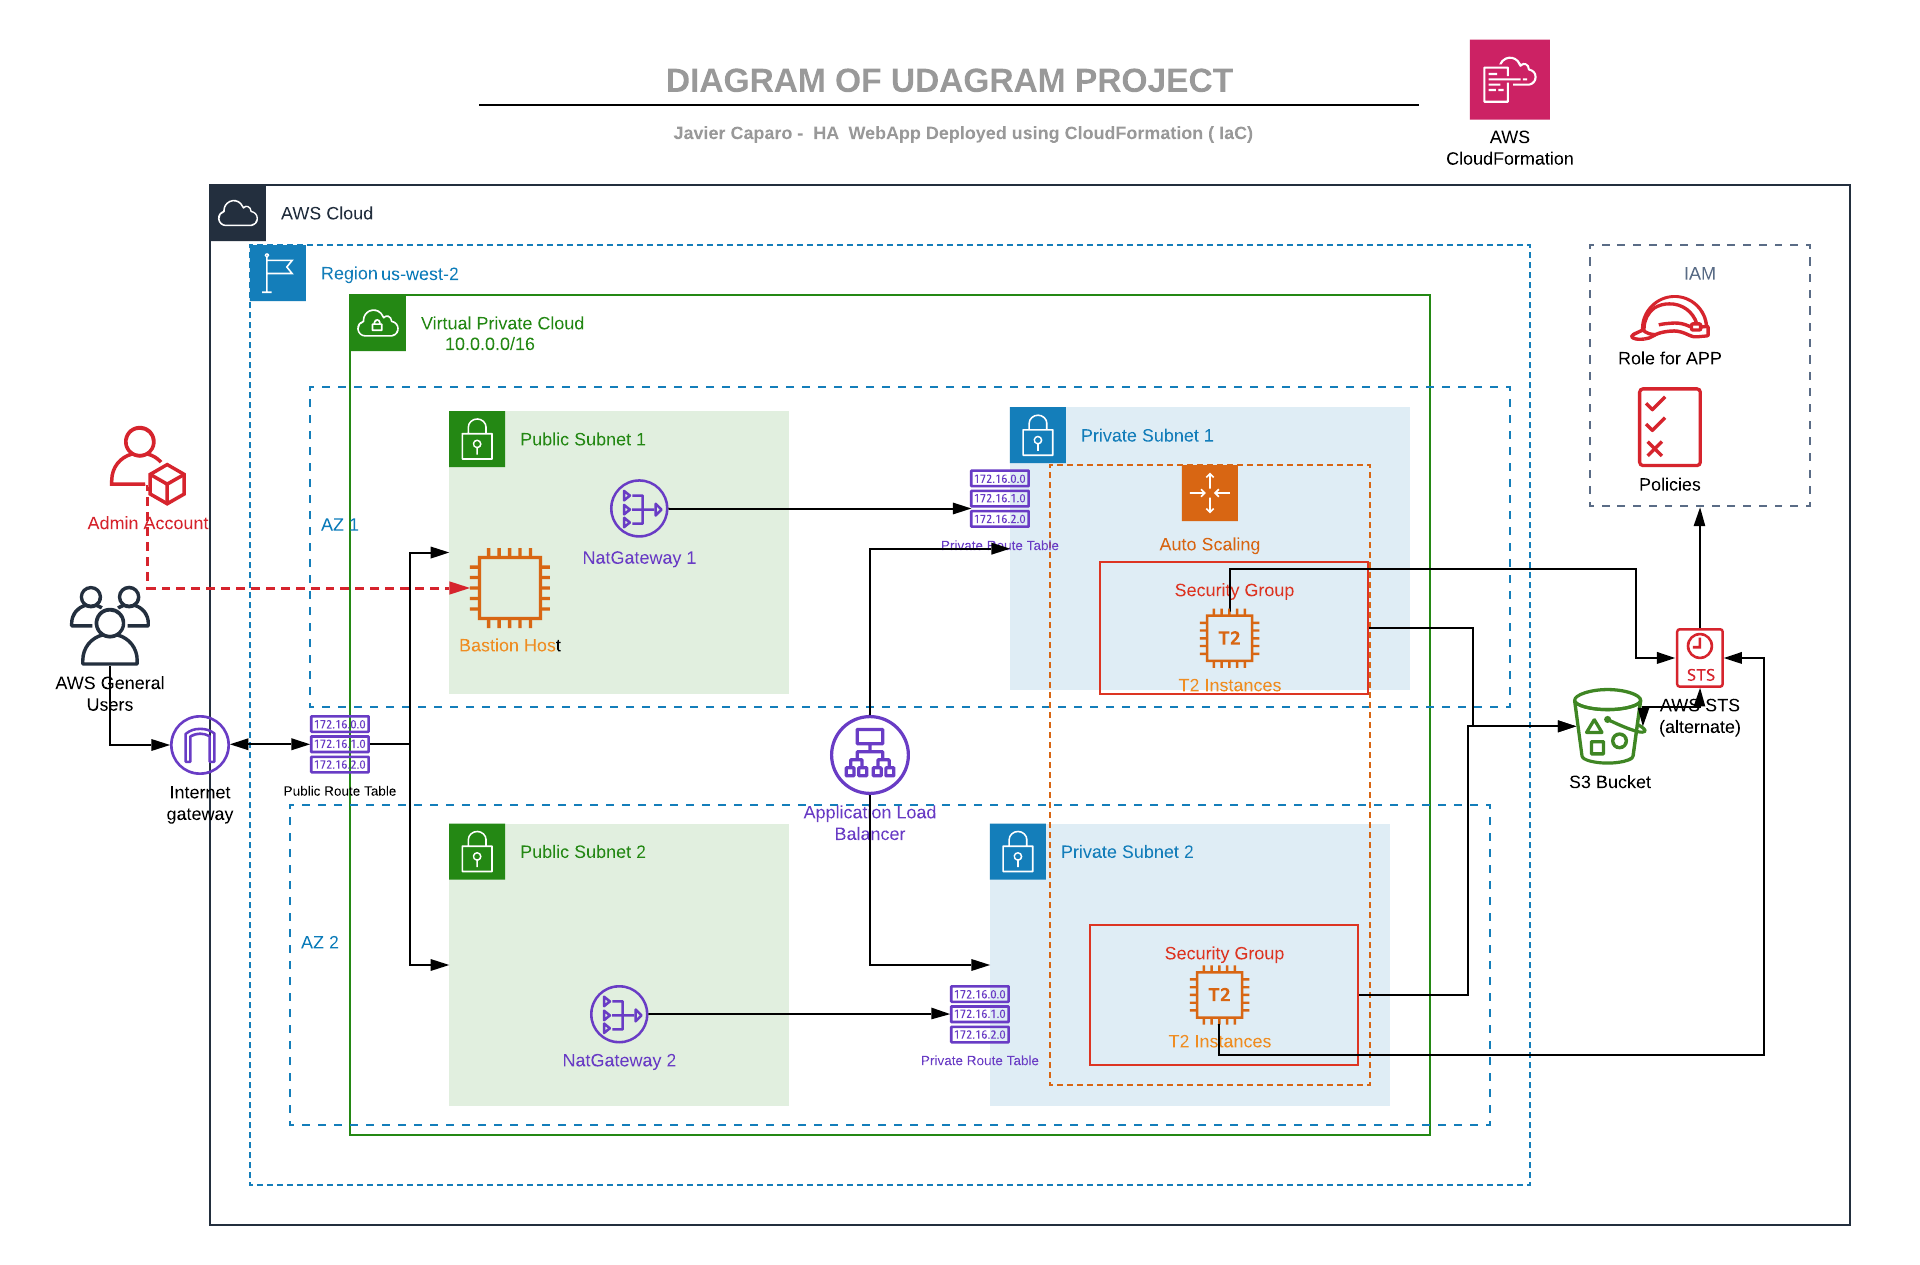 DIAGRAM OF UDAGRAM PROJECT
Javier Caparo - HA WebApp Deployed using CloudFormation ( IaC)
AWS
CloudFormation
AWS Cloud
Region us-west-2
Virtual Private Cloud
10.0.0.0/16
IAM
Role for APP
Policies
Admin Account
AZ 1
Public Subnet 1
NatGateway 1
Bastion Host
Private Subnet 1
172.16.0.0
172.16.1.0
172.16.2.0
Private Route Table
Auto Scaling
Security Group
T2
T2 Instances
AWS General
Users
Internet
gateway
172.16.0.0
172.16.1.0
172.16.2.0
Public Route Table
Application Load
Balancer
STS
AWS STS
(alternate)
S3 Bucket
AZ 2
Public Subnet 2
NatGateway 2
Private Subnet 2
172.16.0.0
172.16.1.0
172.16.2.0
Private Route Table
Security Group
T2
T2 Instances